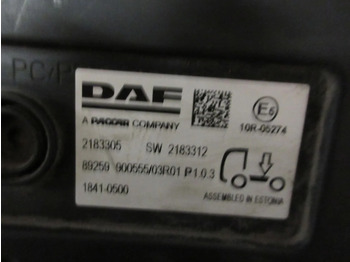 PC/P
DAF
A PACCAR COMPANY
E5
10R-05274
2183305 SW 2183312
89259 900555/03R01 P1.0.3
1841-0500
ASSEMBLED IN ESTONIA